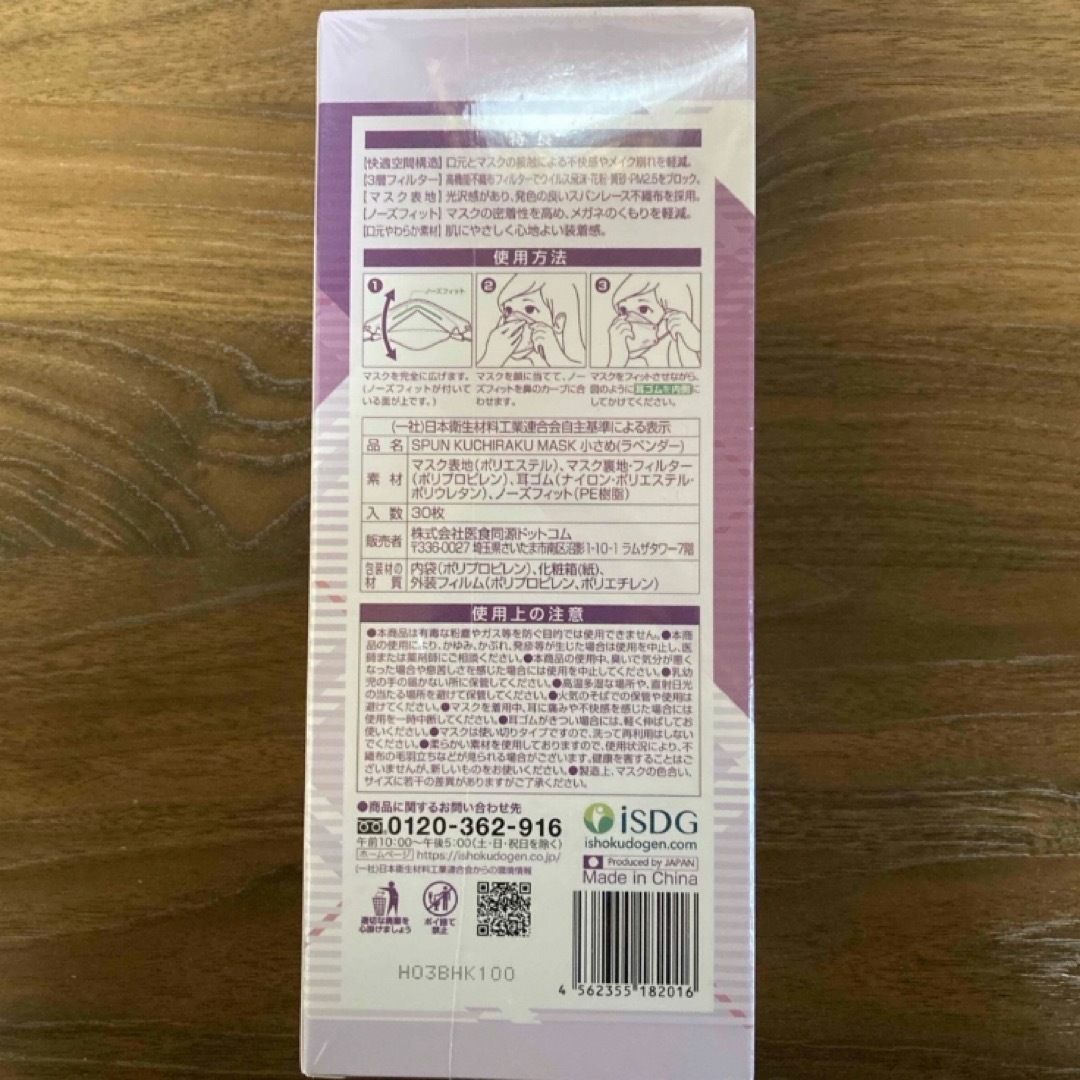 特長
【快適空間構造】口元とマスクの接触による不快感やメイク崩れを軽減。
【3層フィルター】高機能不織布フィルターでウイルス飛沫・花粉・黄砂・PM2.5をブロック。
【マスク表地】光沢感があり、発色の良いスパンレース不織布を採用。
【ノーズフィット】マスクの密着性を高め、メガネのくもりを軽減。
【口元やわらか素材】肌にやさしく心地よい装着感。
使用方法
1
ノーズフィット
2
3
マスクを完全に広げます。
(ノーズフィットが付いて
いる面が上です。)
マスクを顔に当てて、ノー
ズフィットを鼻のカーブに合
わせます。
マスクをフィットさせながら、
図のように耳ゴムを内側に
してかけてください。
(一社)日本衛生材料工業連合会自主基準による表示
品名 SPUN KUCHIRAKU MASK 小さめ(ラベンダー)
素材 マスク表地(ポリエステル)、マスク裏地・フィルター
(ポリプロピレン)、耳ゴム(ナイロン・ポリエステル・
ポリウレタン)、ノーズフィット(PE樹脂)
入数 30枚
販売者 株式会社医食同源ドットコム
〒336-0027 埼玉県さいたま市南区沼影1-10-1 ラムザタワー7階
包装材の材質 内袋(ポリプロピレン)、化粧箱(紙)、
外装フィルム(ポリプロピレン、ポリエチレン)
使用上の注意
●本商品は有毒な粉塵やガス等を防ぐ目的では使用できません。●本商
品の使用により、かゆみ、かぶれ、発疹等が生じた場合は使用を中止し、医
師または薬剤師にご相談ください。●本商品の使用中、臭いで気分が悪く
なった場合や息苦しさを感じた場合には使用を中止してください。●乳幼
児の手の届かない所に保管してください。●高温多湿な場所や、直射日光
の当たる場所を避けて保管してください。●火気のそばでの保管や使用は
避けてください。●マスクを着用中、耳に痛みや不快感を感じた場合には
使用を一時中断してください。●耳ゴムがきつい場合には、軽く伸ばしてお
使いください。●マスクは使い切りタイプですので、洗って再利用はしない
でください。●柔らかい素材を使用しておりますので、使用状況により、不
織布の毛羽立ちなどが見られる場合がございます。健康を害することはご
ざいませんが、新しいものをお使いください。●製造上、マスクの色合い、
サイズに若干の差異がありますがご了承ください。
●商品に関するお問い合わせ先
0120-362-916
午前10:00〜午後5:00(土・日・祝日を除く)
ホームページ https://ishokudogen.co.jp/
(一社)日本衛生材料工業連合会からの環境情報
iSDG
ishokudogen.com
Produced by JAPAN
Made in China
適切な廃棄を
心掛けましょう
ポイ捨て
禁止
H03BHK100
4 562355 182016